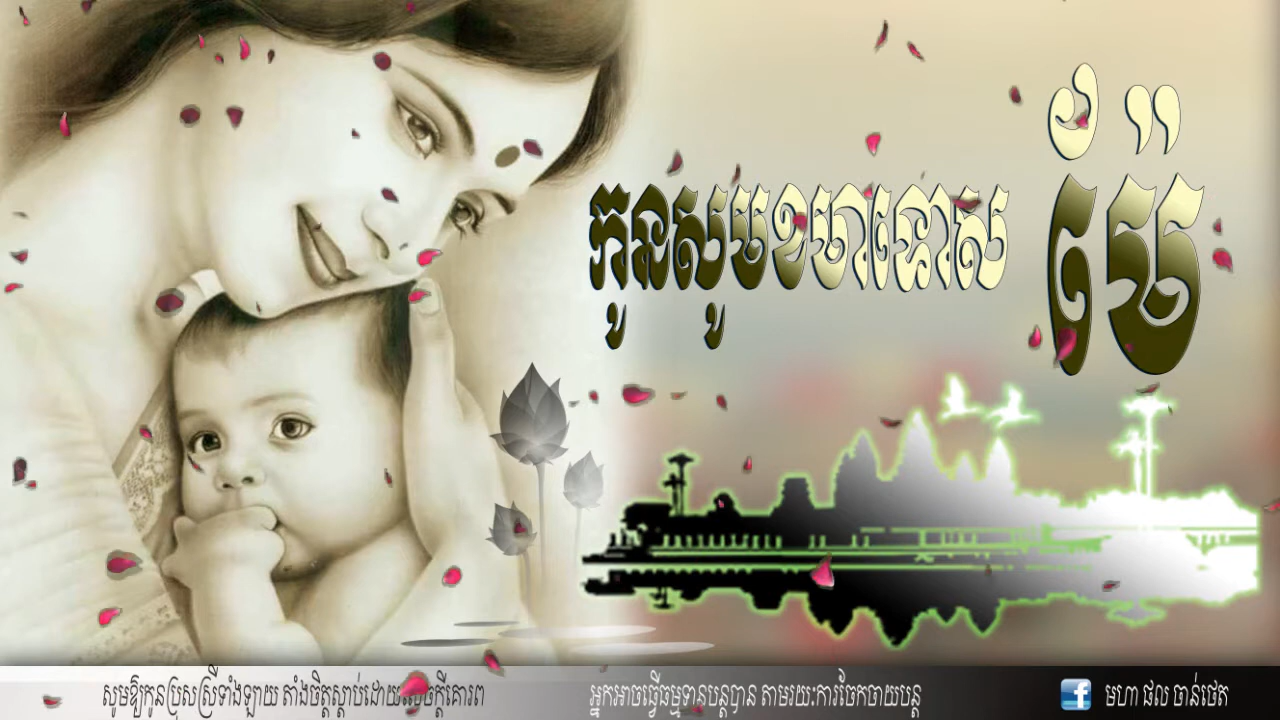 កូនសូមខមាទោស ម៉ែ
សូមឱ្យកូនប្រុសស្រីទាំងឡាយ តាំងចិត្តស្តាប់ដោយ ក្តីគោរព
អ្នកអាចធ្វើធម្មទានបន្តបាន តាមរយៈការចែកចាយបន្ត
មហា ផល ចាន់ថេត